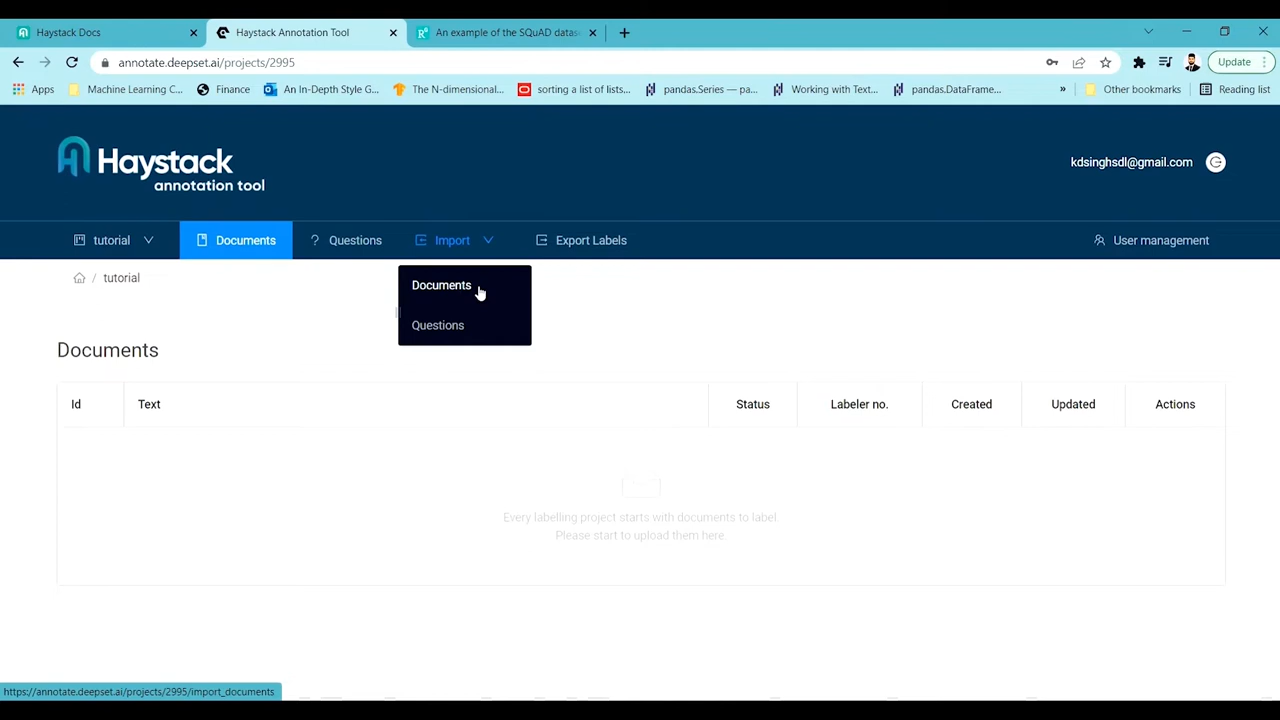 Haystack Docs
Haystack Annotation Tool
An example of the SQuAD datas
annotate.deepset.ai/projects/2995
Update
Apps
Machine Learning C...
Finance
An In-Depth Style G...
The N-dimensional...
sorting a list of lists...
pandas.Series — pa...
Working with Text...
pandas.DataFrame...
»
Other bookmarks
Reading list
Haystack
annotation tool
kdsinghsdl@gmail.com
tutorial
Documents
? Questions
Import
Export Labels
User management
/ tutorial
Documents
Questions
Documents
Id
Text
Status
Labeler no.
Created
Updated
Actions
Every labelling project starts with documents to label.
Please start to upload them here
https://annotate.deepset.ai/projects/2995/import_documents